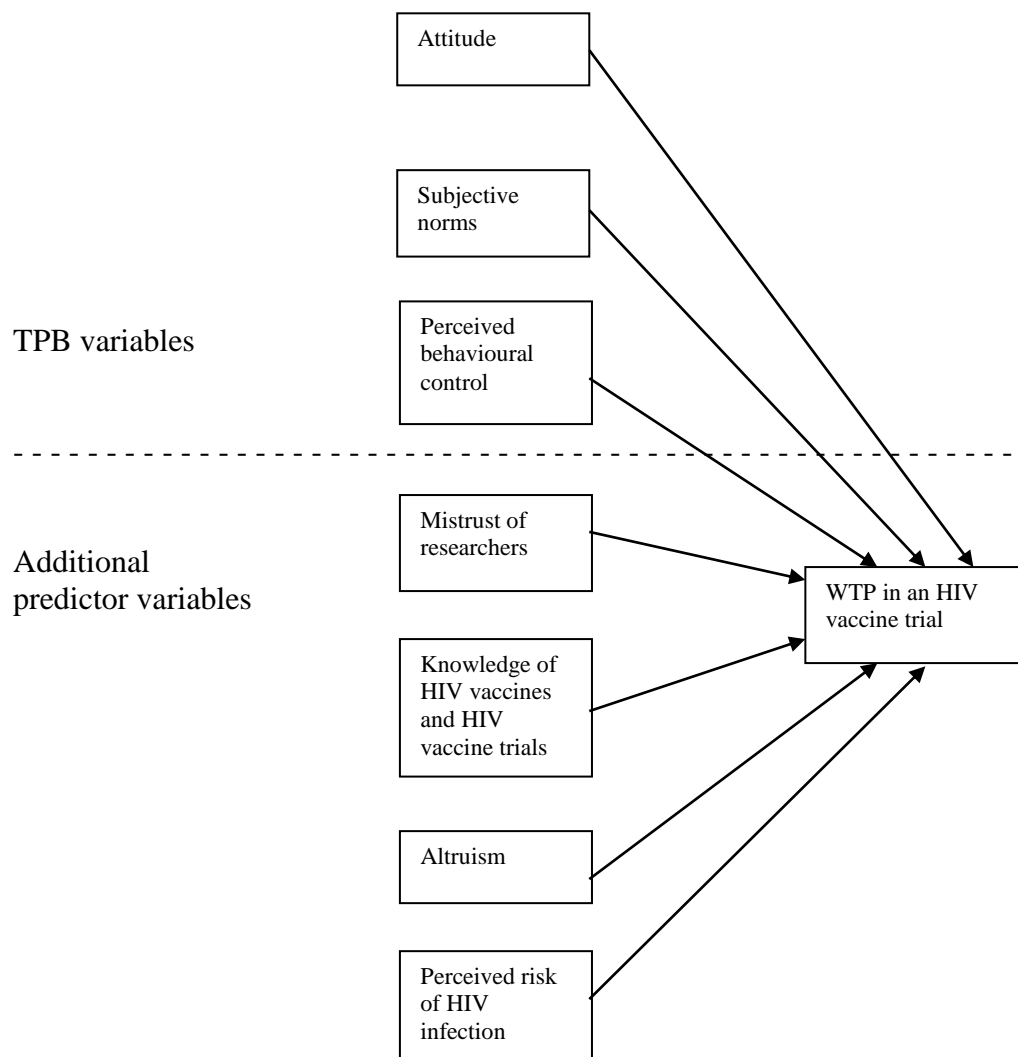 Attitude
Subjective
norms
TPB variables
Perceived
behavioural
control
Mistrust of
researchers
Additional
predictor variables
WTP in an HIV
vaccine trial
Knowledge of
HIV vaccines
and HIV
vaccine trials
Altruism
Perceived risk
of HIV
infection